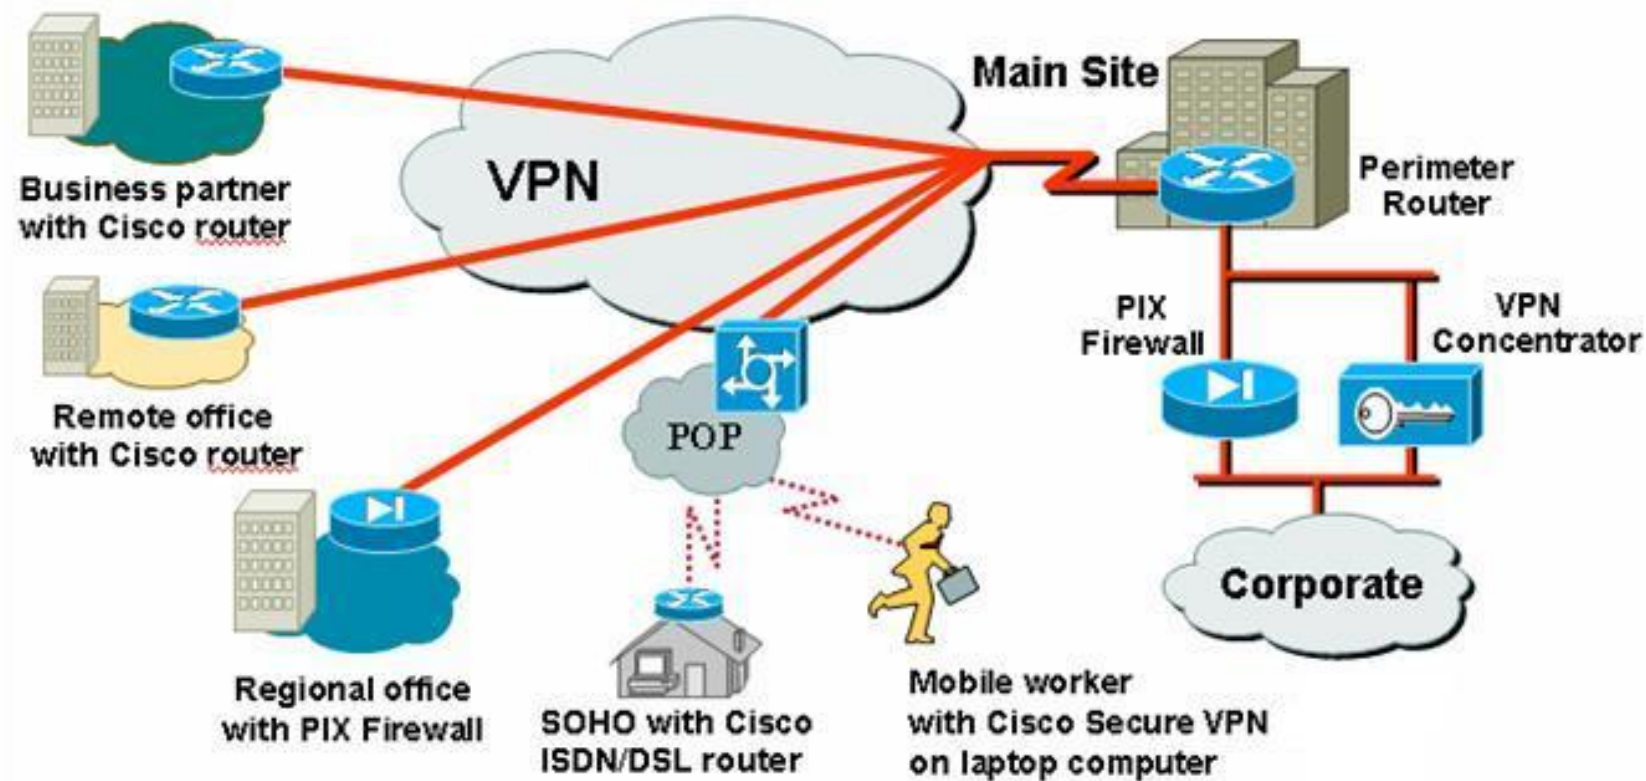 Business partner
with Cisco router
VPN
Main Site
Perimeter
Router
PIX
Firewall
VPN
Concentrator
Remote office
with Cisco router
POP
Corporate
Regional office
with PIX Firewall
SOHO with Cisco
ISDN/DSL router
Mobile worker
with Cisco Secure VPN
on laptop computer